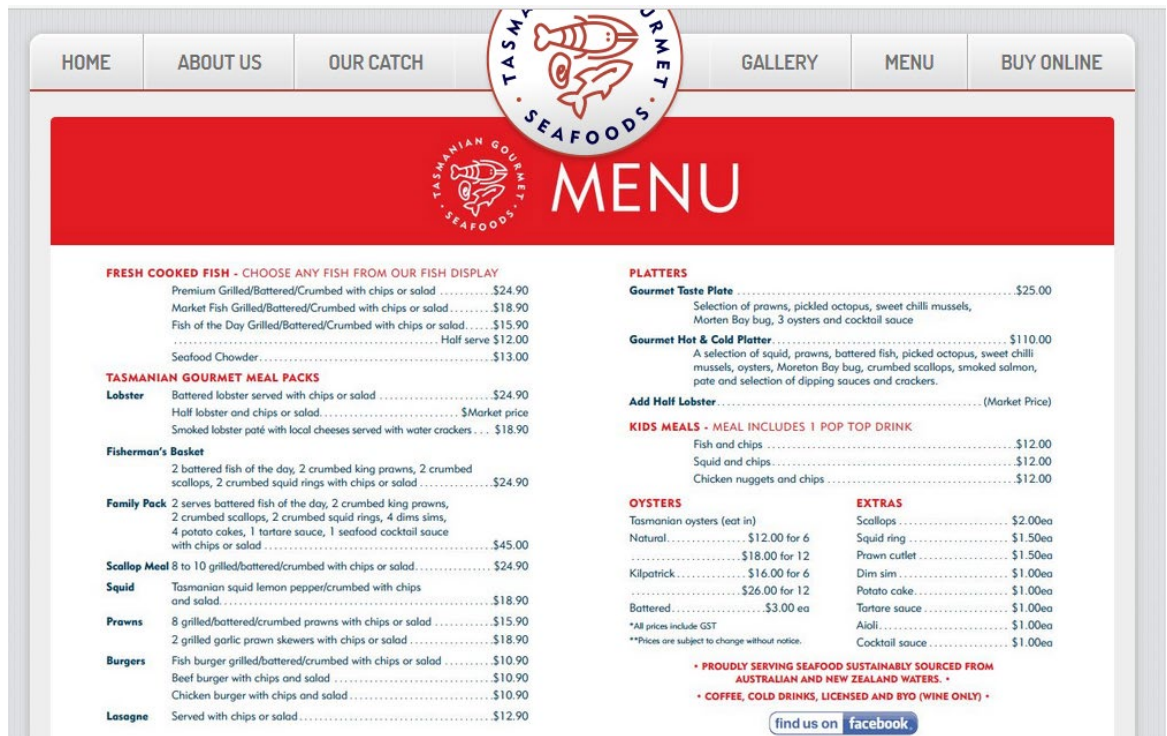 HOME
ABOUT US
OUR CATCH
GALLERY
MENU
BUY ONLINE
SEAFOODS
TASMANIAN GOURMET
SEAFOODS
MENU
FRESH COOKED FISH - CHOOSE ANY FISH FROM OUR FISH DISPLAY
Premium Grilled/Battered/Crumbed with chips or salad ..........$24.90
Market Fish Grilled/Battered/Crumbed with chips or salad.........$18.90
Fish of the Day Grilled/Battered/Crumbed with chips or salad......$15.90
.................................................... Half serve $12.00
Seafood Chowder..............................................$13.00
TASMANIAN GOURMET MEAL PACKS
Lobster Battered lobster served with chips or salad ......................$24.90
Half lobster and chips or salad.......................... $Market price
Smoked lobster paté with local cheeses served with water crackers... $18.90
Fisherman's Basket
2 battered fish of the day, 2 crumbed king prawns, 2 crumbed
scallops, 2 crumbed squid rings with chips or salad ..............$24.90
Family Pack 2 serves battered fish of the day, 2 crumbed king prawns,
2 crumbed scallops, 2 crumbed squid rings, 4 dims sims,
4 potato cakes, 1 tartare sauce, 1 seafood cocktail sauce
with chips or salad .............................................$45.00
Scallop Meal 8 to 10 grilled/battered/crumbed with chips or salad............... $24.90
Squid Tasmanian squid lemon pepper/crumbed with chips
and salad......................................................$18.90
Prawns 8 grilled/battered/crumbed prawns with chips or salad ..........$15.90
2 grilled garlic prawn skewers with chips or salad ................$18.90
Burgers Fish burger grilled/battered/crumbed with chips or salad .........$10.90
Beef burger with chips and salad ...............................$10.90
Chicken burger with chips and salad............................$10.90
Lasagne Served with chips or salad......................................$12.90
PLATTERS
Gourmet Taste Plate ......................................................$25.00
Selection of prawns, pickled octopus, sweet chilli mussels,
Morten Bay bug, 3 oysters and cocktail sauce
Gourmet Hot & Cold Platter............................................ $110.00
A selection of squid, prawns, battered fish, picked octopus, sweet chilli
mussels, oysters, Moreton Bay bug, crumbed scallops, smoked salmon,
pate and selection of dipping sauces and crackers.
Add Half Lobster.................................................. (Market Price)
KIDS MEALS - MEAL INCLUDES 1 POP TOP DRINK
Fish and chips ................................................$12.00
Squid and chips...............................................$12.00
Chicken nuggets and chips .....................................$12.00
OYSTERS
Tasmanian oysters (eat in)
Natural............... $12.00 for 6
.....................$18.00 for 12
Kilpatrick............. $16.00 for 6
.....................$26.00 for 12
Battered..................$3.00 ea
*All prices include GST
**Prices are subject to change without notice.
EXTRAS
Scallops ..................... $2.00ea
Squid ring .................... $1.50ea
Prawn cutlet ................. $1.50ea
Dim sim ..................... $1.00ea
Potato cake................... $1.00ea
Tartare sauce ................ $1.00ea
Aioli......................... $1.00ea
Cocktail sauce ............... $1.00ea
• PROUDLY SERVING SEAFOOD SUSTAINABLY SOURCED FROM
AUSTRALIAN AND NEW ZEALAND WATERS. •
• COFFEE, COLD DRINKS, LICENSED AND BYO (WINE ONLY) •
find us on facebook